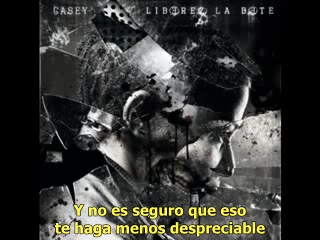 CASEY LIBEREZ LA BETE
Y no es seguro que eso
te haga menos despreciable